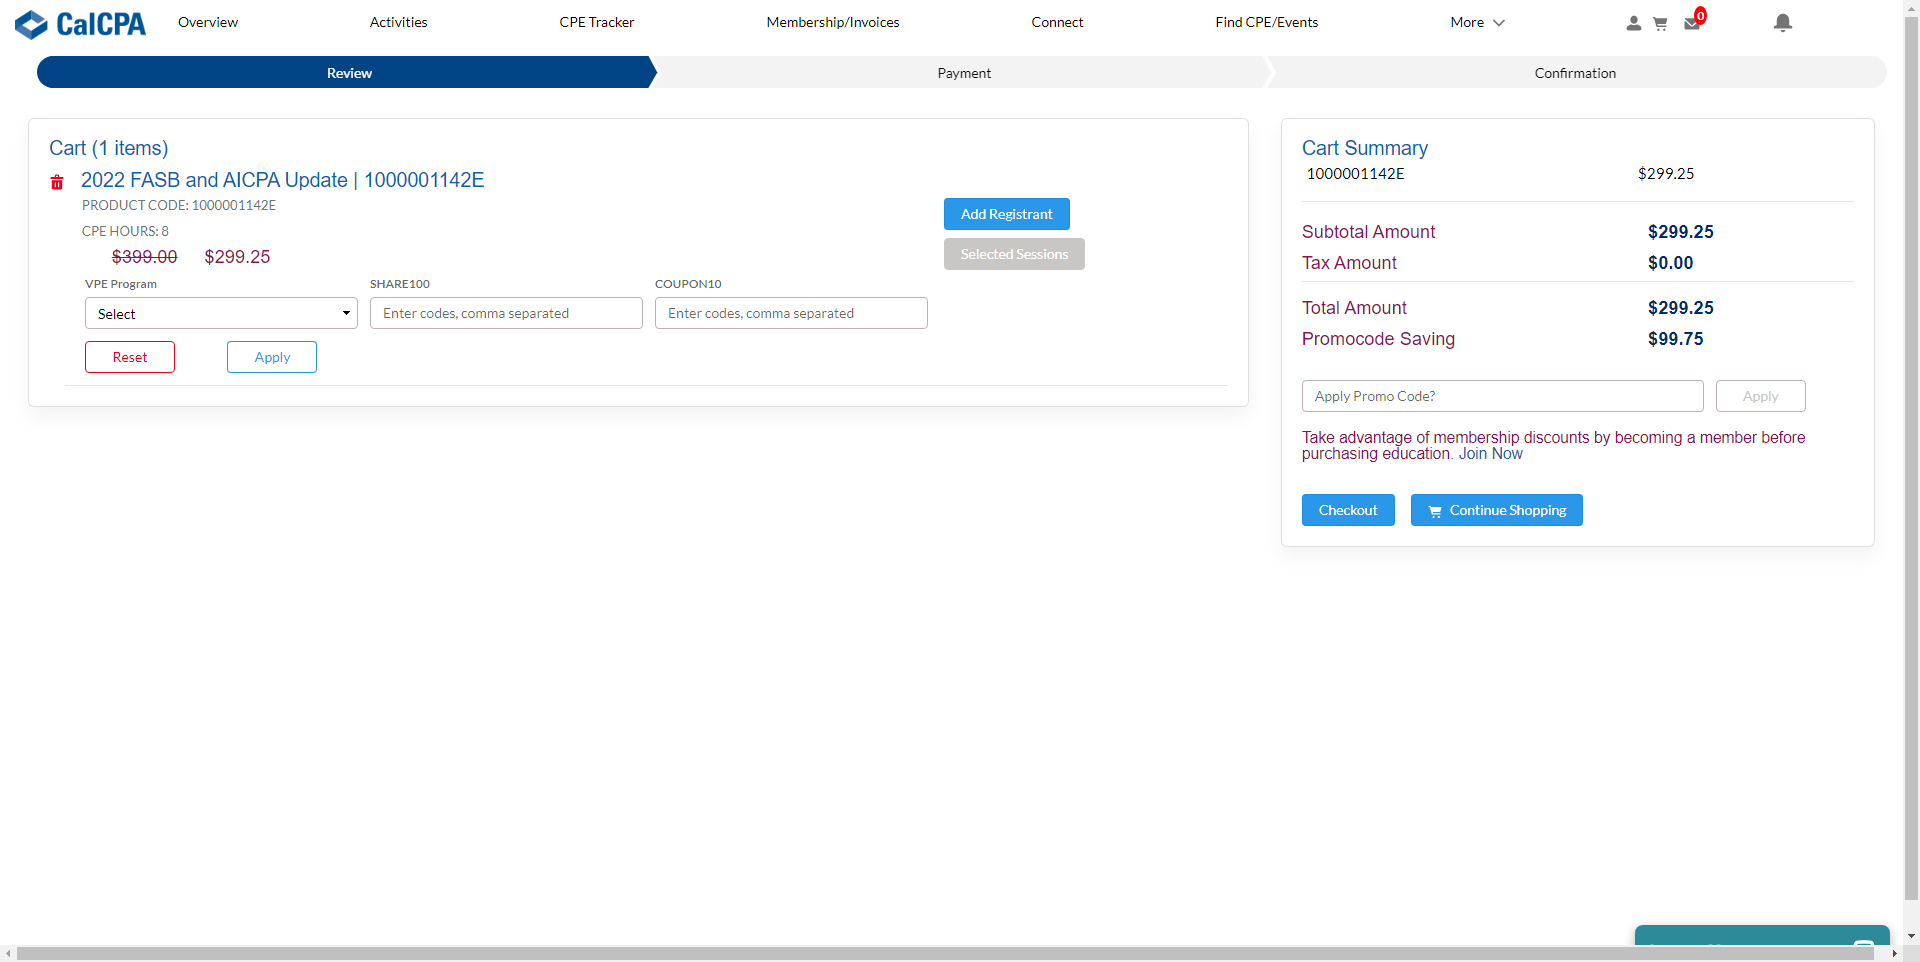 CalCPA
Overview
Activities
CPE Tracker
Membership/Invoices
Connect
Find CPE/Events
More
0
Review
Payment
Confirmation
Cart (1 items)
2022 FASB and AICPA Update | 1000001142E
PRODUCT CODE: 1000001142E
CPE HOURS: 8
$399.00 $299.25
Add Registrant
Selected Sessions
VPE Program
SHARE100
COUPON10
Select
Enter codes, comma separated
Enter codes, comma separated
Reset
Apply
Cart Summary
1000001142E $299.25
Subtotal Amount $299.25
Tax Amount $0.00
Total Amount $299.25
Promocode Saving $99.75
Apply Promo Code?
Apply
Take advantage of membership discounts by becoming a member before
purchasing education. Join Now
Checkout
Continue Shopping